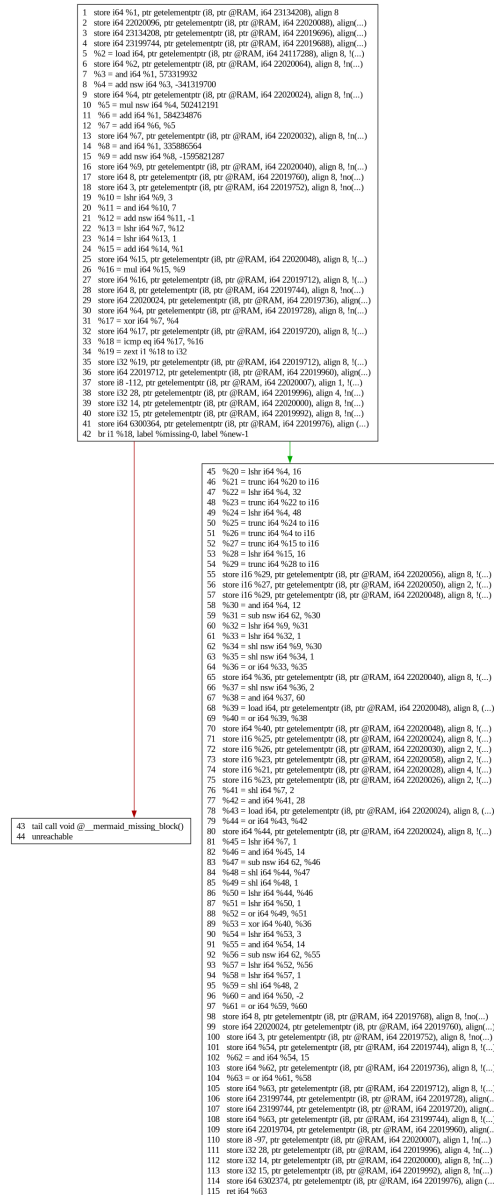 1 store i64 %1, ptr getelementptr (i8, ptr @RAM, i64 23134208), align 8
2 store i64 22020096, ptr getelementptr (i8, ptr @RAM, i64 22020088), align(...)
3 store i64 23134208, ptr getelementptr (i8, ptr @RAM, i64 22019696), align(...)
4 store i64 23199744, ptr getelementptr (i8, ptr @RAM, i64 22019688), align(...)
5 %2 = load i64, ptr getelementptr (i8, ptr @RAM, i64 24117288), align 8, !(...)
6 store i64 %2, ptr getelementptr (i8, ptr @RAM, i64 22020064), align 8, !n(...)
7 %3 = and i64 %1, 573319932
8 %4 = add nsw i64 %3, -341319700
9 store i64 %4, ptr getelementptr (i8, ptr @RAM, i64 22020024), align 8, !n(...)
10 %5 = mul nsw i64 %4, 502412191
11 %6 = add i64 %1, 584234876
12 %7 = add i64 %6, %5
13 store i64 %7, ptr getelementptr (i8, ptr @RAM, i64 22020032), align 8, !n(...)
14 %8 = and i64 %1, 335886564
15 %9 = add nsw i64 %8, -1595821287
16 store i64 %9, ptr getelementptr (i8, ptr @RAM, i64 22020040), align 8, !n(...)
17 store i64 8, ptr getelementptr (i8, ptr @RAM, i64 22019760), align 8, !no(...)
18 store i64 3, ptr getelementptr (i8, ptr @RAM, i64 22019752), align 8, !no(...)
19 %10 = lshr i64 %9, 3
20 %11 = and i64 %10, 7
21 %12 = add nsw i64 %11, -1
22 %13 = lshr i64 %7, %12
23 %14 = lshr i64 %13, 1
24 %15 = add i64 %14, %1
25 store i64 %15, ptr getelementptr (i8, ptr @RAM, i64 22020048), align 8, !(...)
26 %16 = mul i64 %15, %9
27 store i64 %16, ptr getelementptr (i8, ptr @RAM, i64 22019712), align 8, !(...)
28 store i64 8, ptr getelementptr (i8, ptr @RAM, i64 22019744), align 8, !no(...)
29 store i64 22020024, ptr getelementptr (i8, ptr @RAM, i64 22019736), align(...)
30 store i64 %4, ptr getelementptr (i8, ptr @RAM, i64 22019728), align 8, !n(...)
31 %17 = xor i64 %7, %4
32 store i64 %17, ptr getelementptr (i8, ptr @RAM, i64 22019720), align 8, !(...)
33 %18 = icmp eq i64 %17, %16
34 %19 = zext i1 %18 to i32
35 store i32 %19, ptr getelementptr (i8, ptr @RAM, i64 22019712), align 8, !(...)
36 store i64 22019712, ptr getelementptr (i8, ptr @RAM, i64 22019960), align(...)
37 store i8 -112, ptr getelementptr (i8, ptr @RAM, i64 22020007), align 1, !(...)
38 store i32 28, ptr getelementptr (i8, ptr @RAM, i64 22019996), align 4, !n(...)
39 store i32 14, ptr getelementptr (i8, ptr @RAM, i64 22020000), align 8, !n(...)
40 store i32 15, ptr getelementptr (i8, ptr @RAM, i64 22019992), align 8, !n(...)
41 store i64 6300364, ptr getelementptr (i8, ptr @RAM, i64 22019976), align (...)
42 br i1 %18, label %missing-0, label %new-1
43 tail call void @__mermaid_missing_block()
44 unreachable
45 %20 = lshr i64 %4, 16
46 %21 = trunc i64 %20 to i16
47 %22 = lshr i64 %4, 32
48 %23 = trunc i64 %22 to i16
49 %24 = lshr i64 %4, 48
50 %25 = trunc i64 %24 to i16
51 %26 = trunc i64 %4 to i16
52 %27 = trunc i64 %15 to i16
53 %28 = lshr i64 %15, 16
54 %29 = trunc i64 %28 to i16
55 store i16 %29, ptr getelementptr (i8, ptr @RAM, i64 22020056), align 8, !(...)
56 store i16 %27, ptr getelementptr (i8, ptr @RAM, i64 22020050), align 2, !(...)
57 store i16 %29, ptr getelementptr (i8, ptr @RAM, i64 22020048), align 8, !(...)
58 %30 = and i64 %4, 12
59 %31 = sub nsw i64 62, %30
60 %32 = lshr i64 %9, %31
61 %33 = lshr i64 %32, 1
62 %34 = shl nsw i64 %9, %30
63 %35 = shl nsw i64 %34, 1
64 %36 = or i64 %33, %35
65 store i64 %36, ptr getelementptr (i8, ptr @RAM, i64 22020040), align 8, !(...)
66 %37 = shl nsw i64 %36, 2
67 %38 = and i64 %37, 60
68 %39 = load i64, ptr getelementptr (i8, ptr @RAM, i64 22020048), align 8, (...)
69 %40 = or i64 %39, %38
70 store i64 %40, ptr getelementptr (i8, ptr @RAM, i64 22020048), align 8, !(...)
71 store i16 %25, ptr getelementptr (i8, ptr @RAM, i64 22020024), align 8, !(...)
72 store i16 %26, ptr getelementptr (i8, ptr @RAM, i64 22020030), align 2, !(...)
73 store i16 %23, ptr getelementptr (i8, ptr @RAM, i64 22020058), align 2, !(...)
74 store i16 %21, ptr getelementptr (i8, ptr @RAM, i64 22020028), align 4, !(...)
75 store i16 %23, ptr getelementptr (i8, ptr @RAM, i64 22020026), align 2, !(...)
76 %41 = shl i64 %7, 2
77 %42 = and i64 %41, 28
78 %43 = load i64, ptr getelementptr (i8, ptr @RAM, i64 22020024), align 8, (...)
79 %44 = or i64 %43, %42
80 store i64 %44, ptr getelementptr (i8, ptr @RAM, i64 22020024), align 8, !(...)
81 %45 = lshr i64 %7, 1
82 %46 = and i64 %45, 14
83 %47 = sub nsw i64 62, %46
84 %48 = shl i64 %44, %47
85 %49 = shl i64 %48, 1
86 %50 = lshr i64 %44, %46
87 %51 = lshr i64 %50, 1
88 %52 = or i64 %49, %51
89 %53 = xor i64 %40, %36
90 %54 = lshr i64 %53, 3
91 %55 = and i64 %54, 14
92 %56 = sub nsw i64 62, %55
93 %57 = lshr i64 %52, %56
94 %58 = lshr i64 %57, 1
95 %59 = shl i64 %48, 2
96 %60 = and i64 %50, -2
97 %61 = or i64 %59, %60
98 store i64 8, ptr getelementptr (i8, ptr @RAM, i64 22019768), align 8, !no(...)
99 store i64 22020024, ptr getelementptr (i8, ptr @RAM, i64 22019760), align(...)
100 store i64 3, ptr getelementptr (i8, ptr @RAM, i64 22019752), align 8, !no(...)
101 store i64 %54, ptr getelementptr (i8, ptr @RAM, i64 22019744), align 8, !(...)
102 %62 = and i64 %54, 15
103 store i64 %62, ptr getelementptr (i8, ptr @RAM, i64 22019736), align 8, !(...)
104 %63 = or i64 %61, %58
105 store i64 %63, ptr getelementptr (i8, ptr @RAM, i64 22019712), align 8, !(...)
106 store i64 23199744, ptr getelementptr (i8, ptr @RAM, i64 22019728), align(...)
107 store i64 23199744, ptr getelementptr (i8, ptr @RAM, i64 22019720), align(...)
108 store i64 %63, ptr getelementptr (i8, ptr @RAM, i64 23199744), align 8, !(...)
109 store i64 22019704, ptr getelementptr (i8, ptr @RAM, i64 22019960), align(...)
110 store i8 -97, ptr getelementptr (i8, ptr @RAM, i64 22020007), align 1, !n(...)
111 store i32 28, ptr getelementptr (i8, ptr @RAM, i64 22019996), align 4, !n(...)
112 store i32 14, ptr getelementptr (i8, ptr @RAM, i64 22020000), align 8, !n(...)
113 store i32 15, ptr getelementptr (i8, ptr @RAM, i64 22019992), align 8, !n(...)
114 store i64 6302374, ptr getelementptr (i8, ptr @RAM, i64 22019976), align (...)
115 ret i64 %63